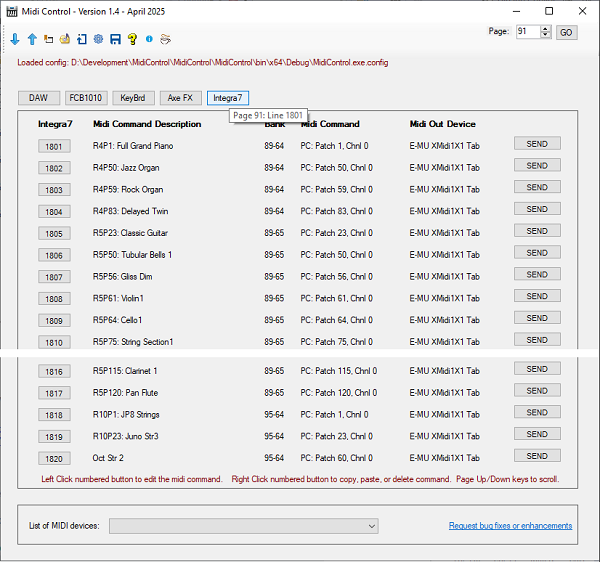 Midi Control - Version 1.4 - April 2025
Page: 91 GO
Loaded config: D:\Development\MidiControl\MidiControl\MidiControl\bin\x64\Debug\MidiControl.exe.config
DAW FCB1010 KeyBrd Axe FX Integra7
Page 91: Line 1801
Integra7 Midi Command Description Bank Midi Command Midi Out Device
1801 R4P1: Full Grand Piano 89-64 PC: Patch 1, Chnl 0 E-MU XMidi1X1 Tab SEND
1802 R4P50: Jazz Organ 89-64 PC: Patch 50, Chnl 0 E-MU XMidi1X1 Tab SEND
1803 R4P59: Rock Organ 89-64 PC: Patch 59, Chnl 0 E-MU XMidi1X1 Tab SEND
1804 R4P83: Delayed Twin 89-64 PC: Patch 83, Chnl 0 E-MU XMidi1X1 Tab SEND
1805 R5P23: Classic Guitar 89-65 PC: Patch 23, Chnl 0 E-MU XMidi1X1 Tab SEND
1806 R5P50: Tubular Bells 1 89-65 PC: Patch 50, Chnl 0 E-MU XMidi1X1 Tab SEND
1807 R5P56: Gliss Dim 89-65 PC: Patch 56, Chnl 0 E-MU XMidi1X1 Tab SEND
1808 R5P61: Violin1 89-65 PC: Patch 61, Chnl 0 E-MU XMidi1X1 Tab SEND
1809 R5P64: Cello1 89-65 PC: Patch 64, Chnl 0 E-MU XMidi1X1 Tab SEND
1810 R5P75: String Section1 89-65 PC: Patch 75, Chnl 0 E-MU XMidi1X1 Tab SEND
1816 R5P115: Clarinet 1 89-65 PC: Patch 115, Chnl 0 E-MU XMidi1X1 Tab SEND
1817 R5P120: Pan Flute 89-65 PC: Patch 120, Chnl 0 E-MU XMidi1X1 Tab SEND
1818 R10P1: JP8 Strings 95-64 PC: Patch 1, Chnl 0 E-MU XMidi1X1 Tab SEND
1819 R10P23: Juno Str3 95-64 PC: Patch 23, Chnl 0 E-MU XMidi1X1 Tab SEND
1820 Oct Str 2 95-64 PC: Patch 60, Chnl 0 E-MU XMidi1X1 Tab SEND
Left Click numbered button to edit the midi command. Right Click numbered button to copy, paste, or delete command. Page Up/Down keys to scroll.
List of MIDI devices: Request bug fixes or enhancements